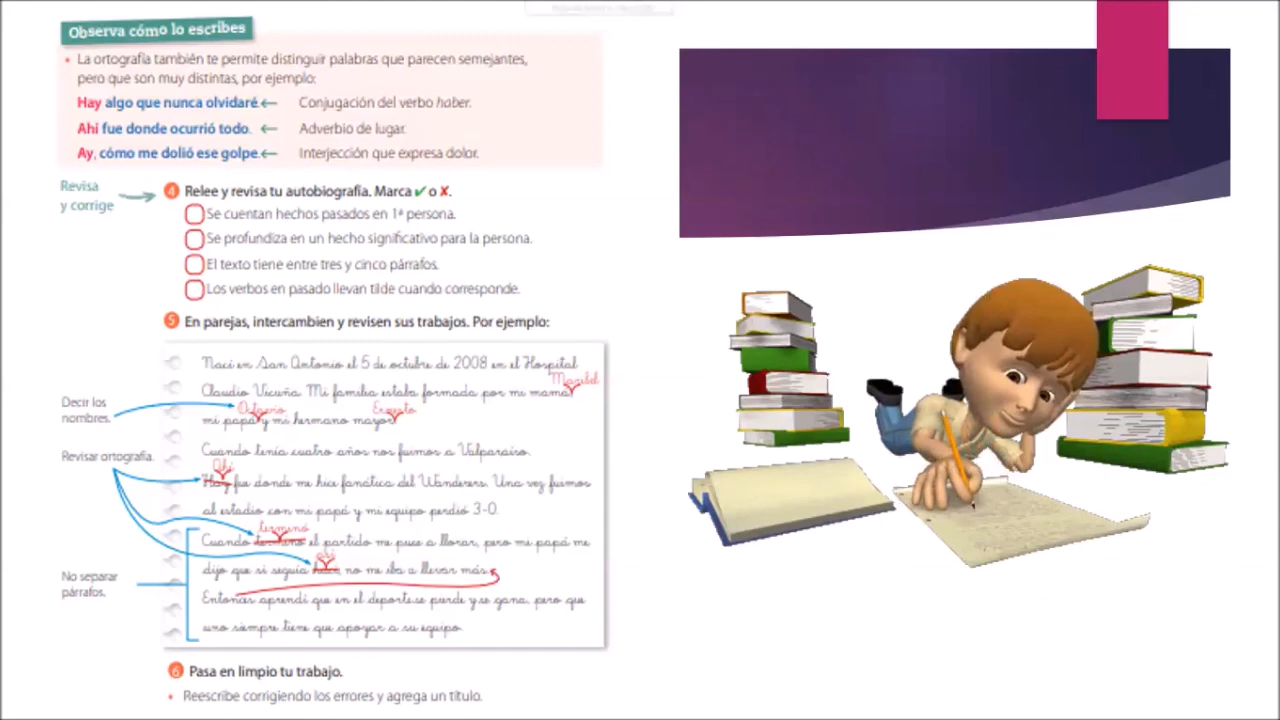 Observa cómo lo escribes
• La ortografía también te permite distinguir palabras que parecen semejantes,
pero que son muy distintas, por ejemplo:
Hay algo que nunca olvidaré. ← Conjugación del verbo haber.
Ahí fue donde ocurrió todo. ← Adverbio de lugar.
Ay, cómo me dolió ese golpe. ← Interjección que expresa dolor.
Revisa
y corrige
4 Relee y revisa tu autobiografía. Marca ✔ o ✘.
Se cuentan hechos pasados en 1ª persona.
Se profundiza en un hecho significativo para la persona.
El texto tiene entre tres y cinco párrafos.
Los verbos en pasado llevan tilde cuando corresponde.
5 En parejas, intercambien y revisen sus trabajos. Por ejemplo:
Nací en San Antonio el 5 de octubre de 2008 en el Hospital
Maribel
Claudio Vicuña. Mi familia estaba formada por mi mamá,
Decir los
nombres.
Ernesto
mi papá y mi hermano mayor.
Cuando tenía cuatro años nos fuimos a Valparaíso.
Revisar ortografía.
Ahí
Hay fue donde me hice fanática del Wanderers. Una vez fuimos
al estadio con mi papá y mi equipo perdió 3-0.
terminó
Cuando termino el partido me puse a llorar, pero mi papá me
dijo que si seguía no me iba a llevar más.
No separar
párrafos.
Entonces aprendí que en el deporte se pierde y se gana, pero que
uno siempre tiene que apoyar a su equipo.
6 Pasa en limpio tu trabajo.
• Reescribe corrigiendo los errores y agrega un título.